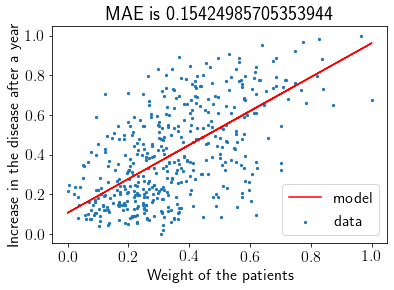 MAE is 0.15424985705353944
Increase in the disease after a year
1.0
0.8
0.6
0.4
0.2
0.0
model
data
0.0 0.2 0.4 0.6 0.8 1.0
Weight of the patients